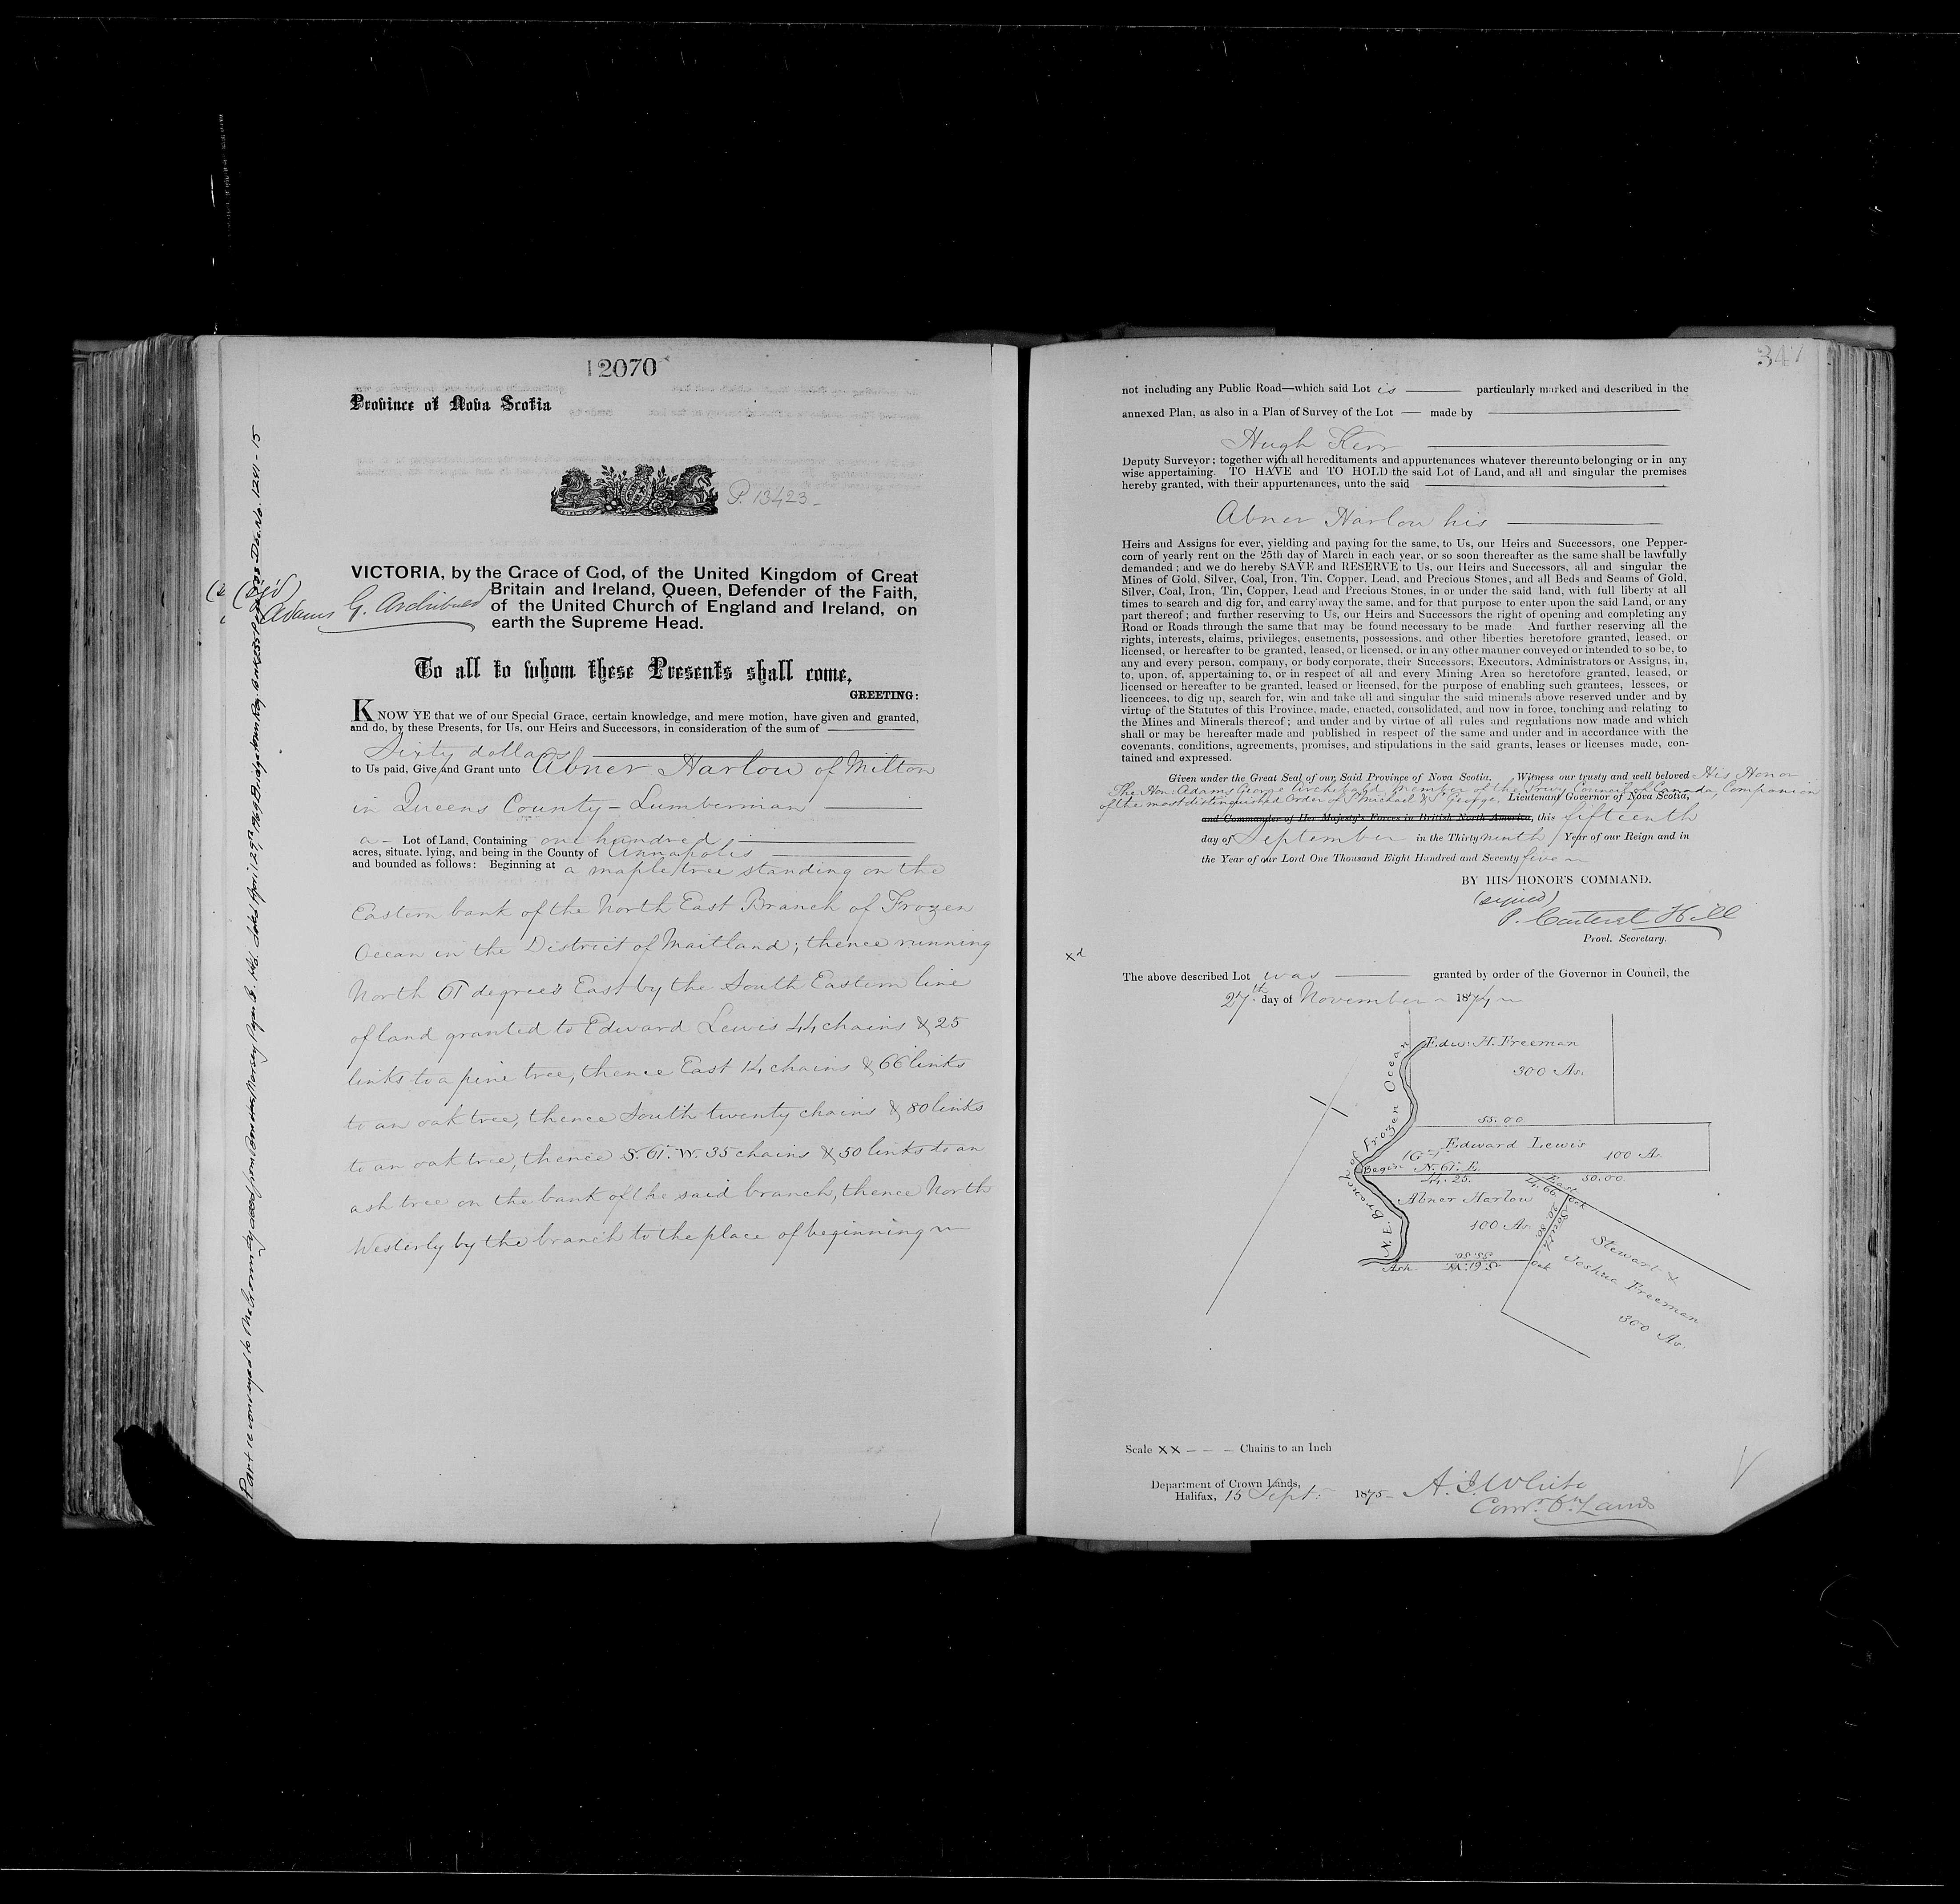 12070
Province of Nova Scotia
P. 13423
(sig'd)
Adams G. Archibald
VICTORIA, by the Grace of God, of the United Kingdom of Great
Britain and Ireland, Queen, Defender of the Faith,
of the United Church of England and Ireland, on
earth the Supreme Head.
To all to whom these Presents shall come,
GREETING:
KNOW YE that we of our Special Grace, certain knowledge, and mere motion, have given and granted,
and do, by these Presents, for Us, our Heirs and Successors, in consideration of the sum of
Sixty dollars
to Us paid, Give and Grant unto Abner Harlow of Milton
in Queens County - Lumberman
a - Lot of Land, Containing one hundred
acres, situate, lying, and being in the County of Annapolis
and bounded as follows: Beginning at a maple tree standing on the
Eastern bank of the North East Branch of Frozen
Ocean in the District of Maitland; thence running
North 61 degrees East by the South Eastern line
of land granted to Edward Lewis 44 chains & 25
links to a pine tree, thence East 14 chains & 66 links
to an oak tree, thence South twenty chains & 80 links
to an oak tree, thence S. 61° W. 35 chains & 50 links to an
ash tree on the bank of the said branch, thence North
Westerly by the branch to the place of beginning
347
not including any Public Road—which said Lot is particularly marked and described in the
annexed Plan, as also in a Plan of Survey of the Lot — made by
Hugh Kerr
Deputy Surveyor; together with all hereditaments and appurtenances whatever thereunto belonging or in any
wise appertaining. TO HAVE and TO HOLD the said Lot of Land, and all and singular the premises
hereby granted, with their appurtenances, unto the said
Abner Harlow his
Heirs and Assigns for ever, yielding and paying for the same, to Us, our Heirs and Successors, one Pepper-
corn of yearly rent on the 25th day of March in each year, or so soon thereafter as the same shall be lawfully
demanded; and we do hereby SAVE and RESERVE to Us, our Heirs and Successors, all and singular the
Mines of Gold, Silver, Coal, Iron, Tin, Copper, Lead, and Precious Stones, and all Beds and Seams of Gold,
Silver, Coal, Iron, Tin, Copper, Lead and Precious Stones, in or under the said land, with full liberty at all
times to search and dig for, and carry away the same, and for that purpose to enter upon the said Land, or any
part thereof; and further reserving to Us, our Heirs and Successors the right of opening and completing any
Road or Roads through the same that may be found necessary to be made And further reserving all the
rights, interests, claims, privileges, easements, possessions, and other liberties heretofore granted, leased, or
licensed, or hereafter to be granted, leased, or licensed, or in any other manner conveyed or intended to so be, to
any and every person, company, or body corporate, their Successors, Executors, Administrators or Assigns, in,
to, upon, of, appertaining to, or in respect of all and every Mining Area so heretofore granted, leased, or
licensed or hereafter to be granted, leased or licensed, for the purpose of enabling such grantees, lessees, or
licencees, to dig up, search for, win and take all and singular the said minerals above reserved under and by
virtue of the Statutes of this Province, made, enacted, consolidated, and now in force, touching and relating to
the Mines and Minerals thereof; and under and by virtue of all rules and regulations now made and which
shall or may be hereafter made and published in respect of the same and under and in accordance with the
covenants, conditions, agreements, promises, and stipulations in the said grants, leases or licenses made, con-
tained and expressed.
Given under the Great Seal of our Said Province of Nova Scotia. Witness our trusty and well beloved His Honor
The Hon: Adams George Archibald, Member of the Privy Council of Canada, Companion
of the most distinguished Order of St Michael & St George, Lieutenant Governor of Nova Scotia,
and Commander of Her Majesty's Forces in British North America, this fifteenth
day of September in the Thirty ninth Year of our Reign and in
the Year of our Lord One Thousand Eight Hundred and Seventy five
BY HIS HONOR'S COMMAND.
(signed)
P. Carteret Hill
Provl. Secretary.
xd
The above described Lot was granted by order of the Governor in Council, the
27th day of November 1874
Edw: H. Freeman
300 As.
55.00
Edward Lewis
100 A.
Begin N. 61° E.
44.25.
50.00.
East
14.66
Oak
Abner Harlow
100 As.
South
20.80
35.50
S. 61° W.
Ash
Oak
N.E. Branch of Frozen Ocean
Stewart &
Joshua Freeman
300 As.
Scale XX — — — Chains to an Inch
Department of Crown Lands,
Halifax, 15 Sept: 1875 -
A. J. White
Comr. Cn. Lands